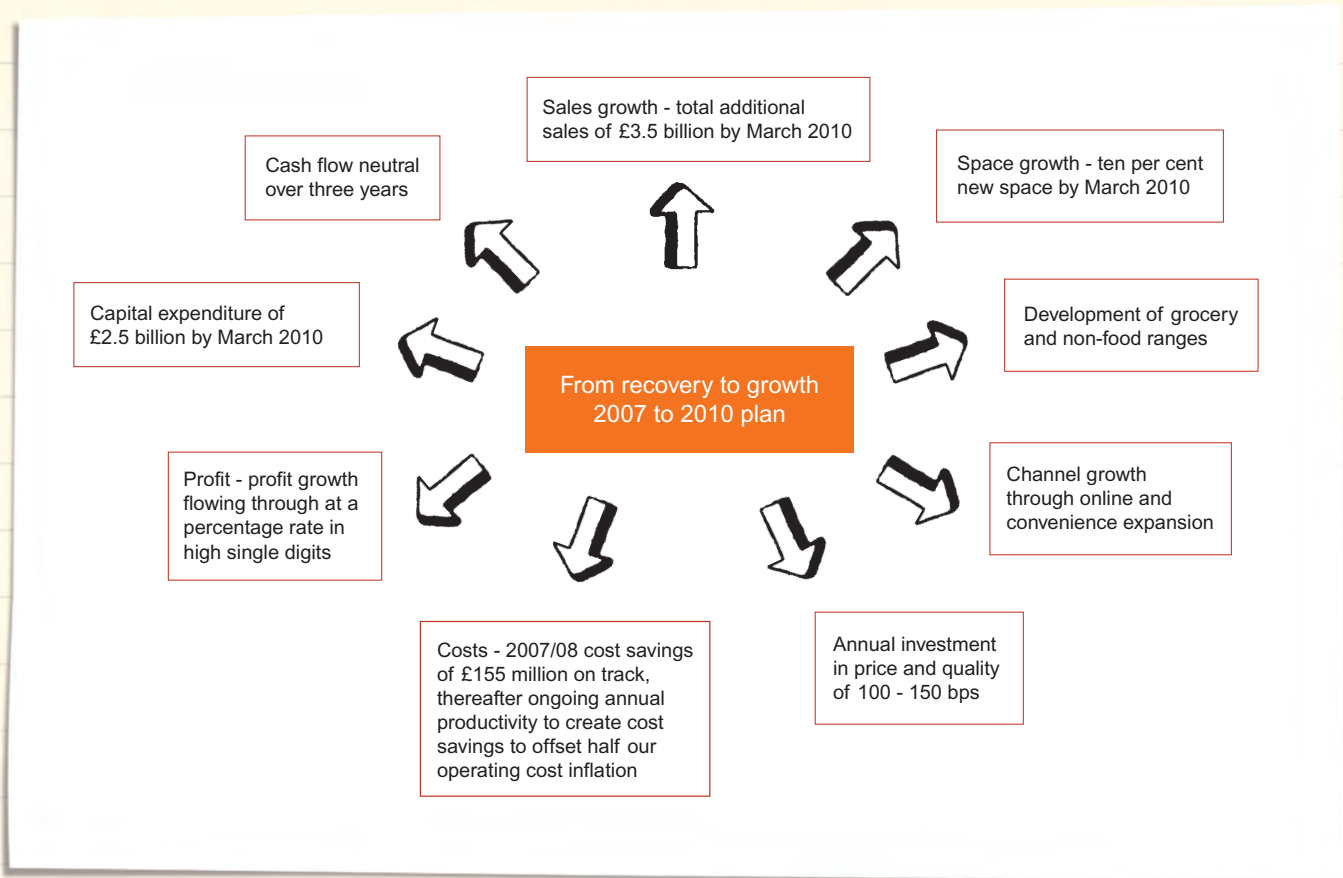 Sales growth - total additional
sales of £3.5 billion by March 2010
Cash flow neutral
over three years
Space growth - ten per cent
new space by March 2010
Capital expenditure of
£2.5 billion by March 2010
Development of grocery
and non-food ranges
From recovery to growth
2007 to 2010 plan
Profit - profit growth
flowing through at a
percentage rate in
high single digits
Channel growth
through online and
convenience expansion
Costs - 2007/08 cost savings
of £155 million on track,
thereafter ongoing annual
productivity to create cost
savings to offset half our
operating cost inflation
Annual investment
in price and quality
of 100 - 150 bps